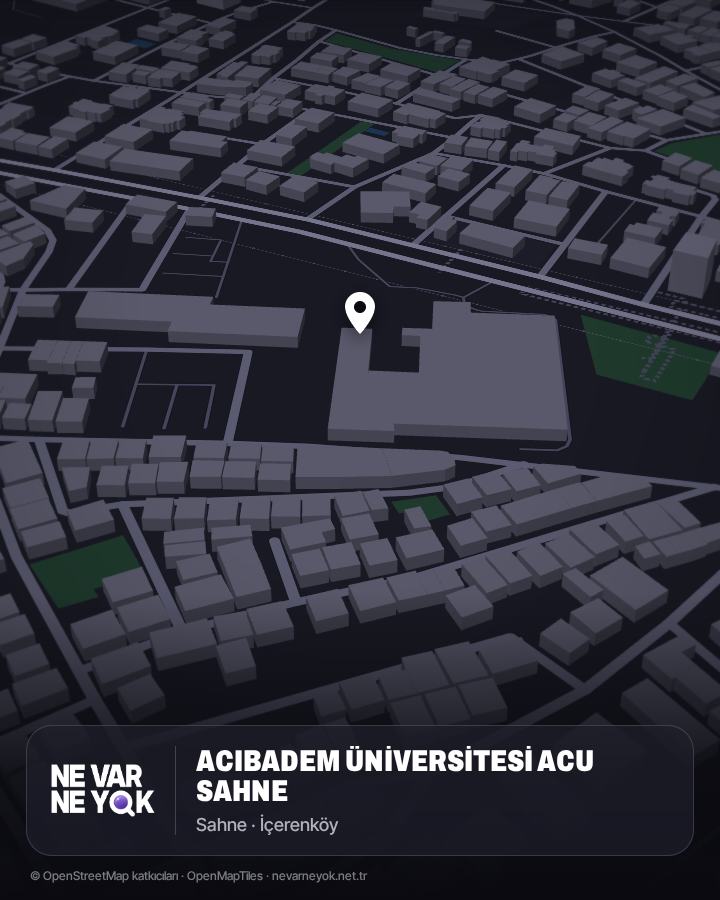 NE VAR
NE YOK
ACIBADEM ÜNİVERSİTESİ ACU
SAHNE
Sahne · İçerenköy
© OpenStreetMap katkıcıları · OpenMapTiles · nevarneyok.net.tr